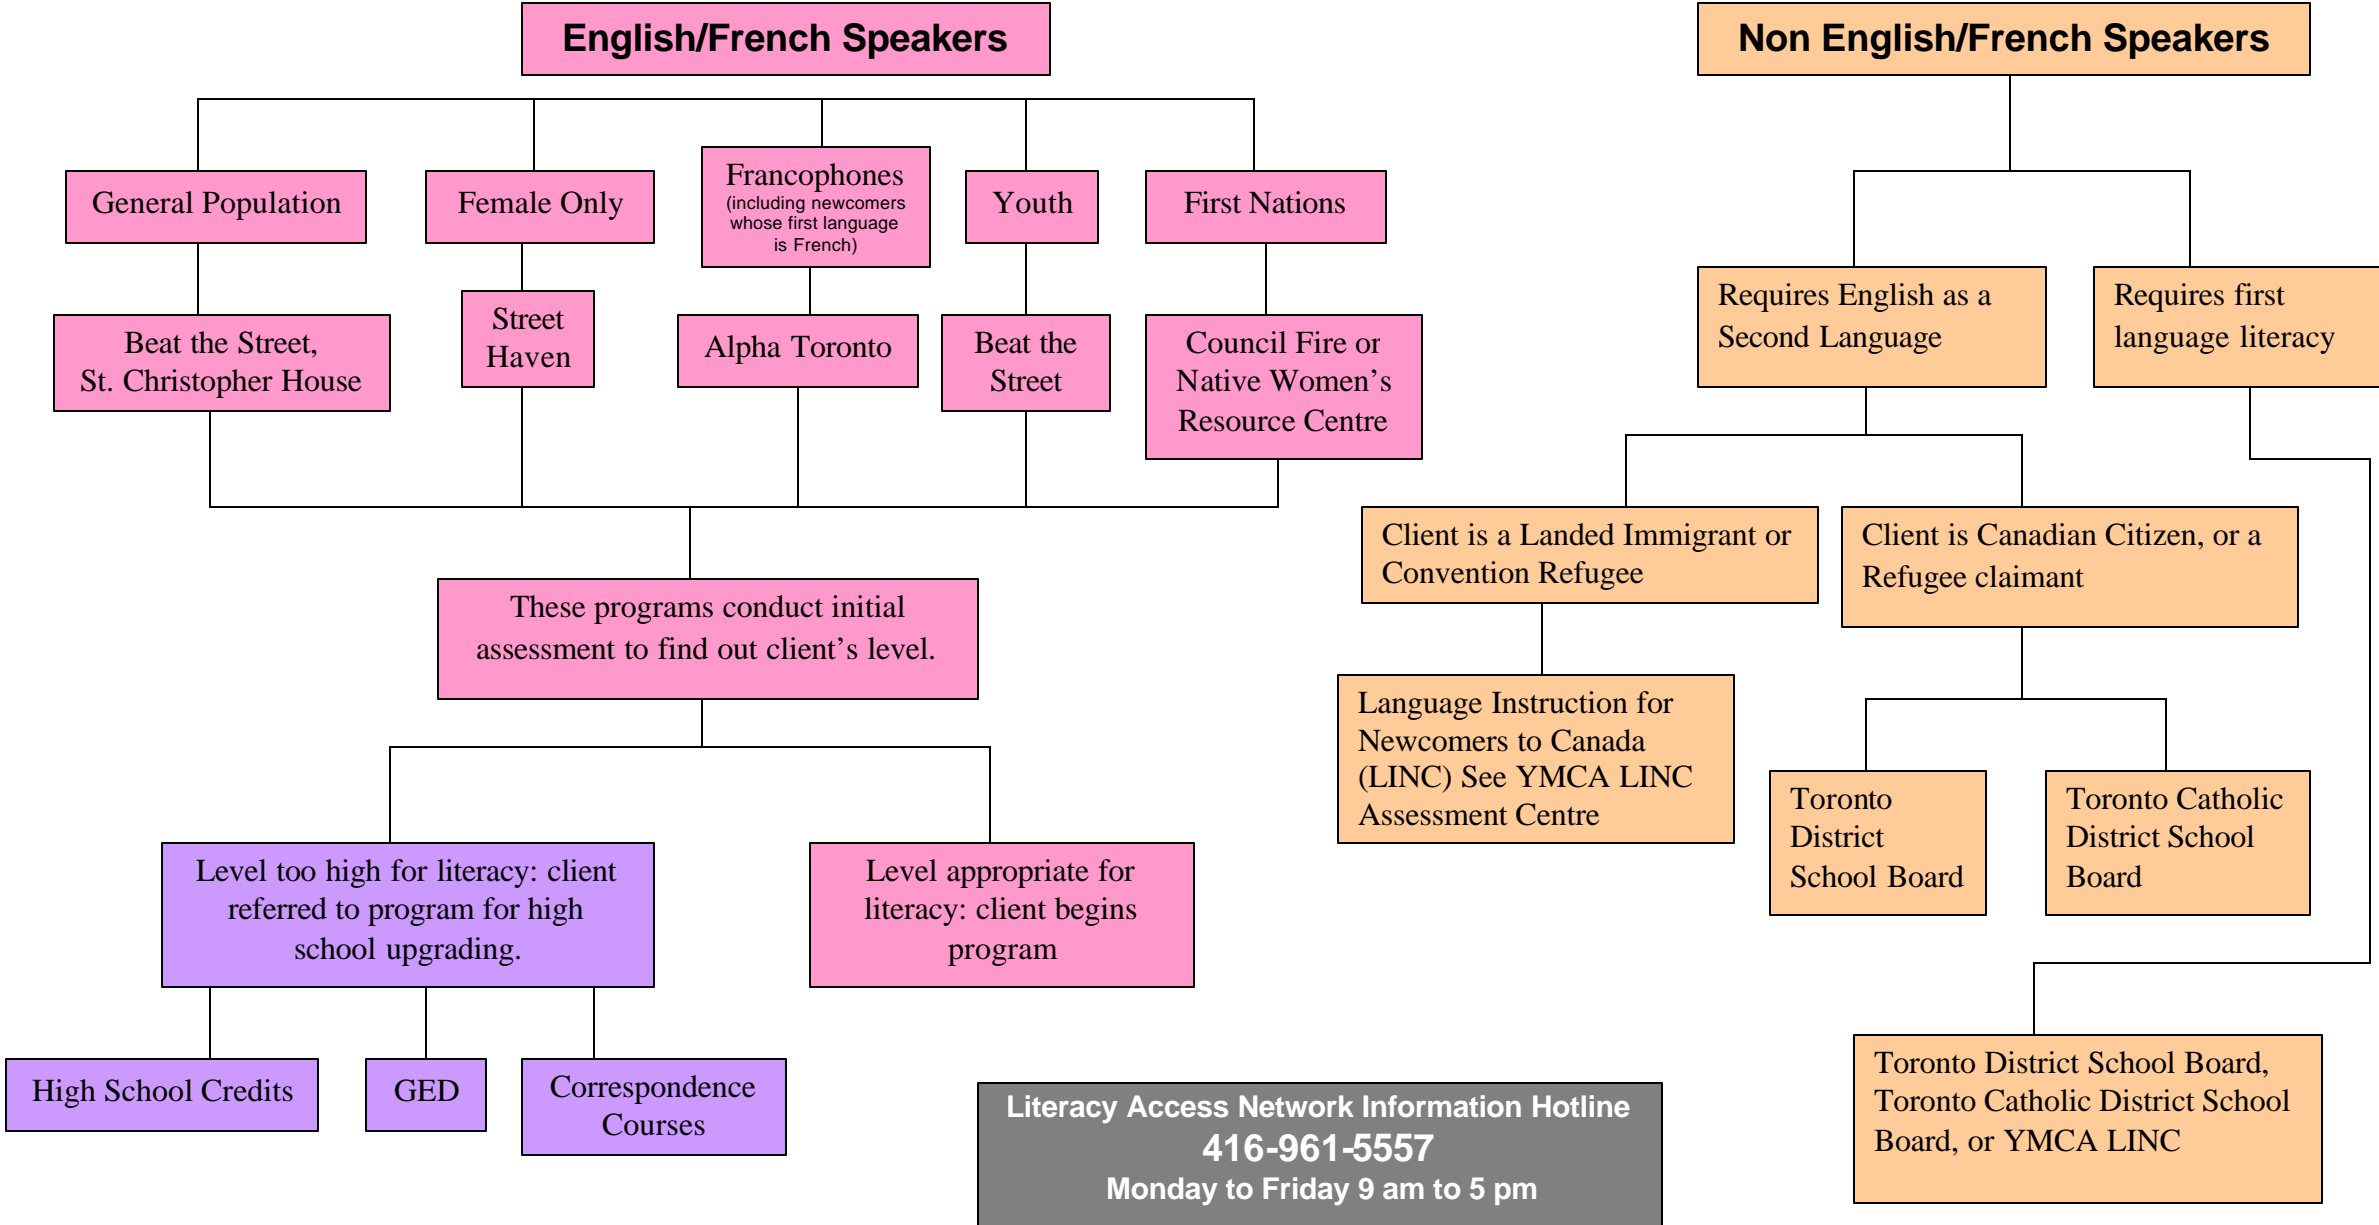 English/French Speakers
Non English/French Speakers
General Population
Female Only
Francophones
(including newcomers
whose first language
is French)
Youth
First Nations
Beat the Street,
St. Christopher House
Street
Haven
Alpha Toronto
Beat the
Street
Council Fire or
Native Women’s
Resource Centre
These programs conduct initial
assessment to find out client’s level.
Level too high for literacy: client
referred to program for high
school upgrading.
Level appropriate for
literacy: client begins
program
High School Credits
GED
Correspondence
Courses
Requires English as a
Second Language
Requires first
language literacy
Client is a Landed Immigrant or
Convention Refugee
Client is Canadian Citizen, or a
Refugee claimant
Language Instruction for
Newcomers to Canada
(LINC) See YMCA LINC
Assessment Centre
Toronto
District
School Board
Toronto Catholic
District School
Board
Toronto District School Board,
Toronto Catholic District School
Board, or YMCA LINC
Literacy Access Network Information Hotline
416-961-5557
Monday to Friday 9 am to 5 pm